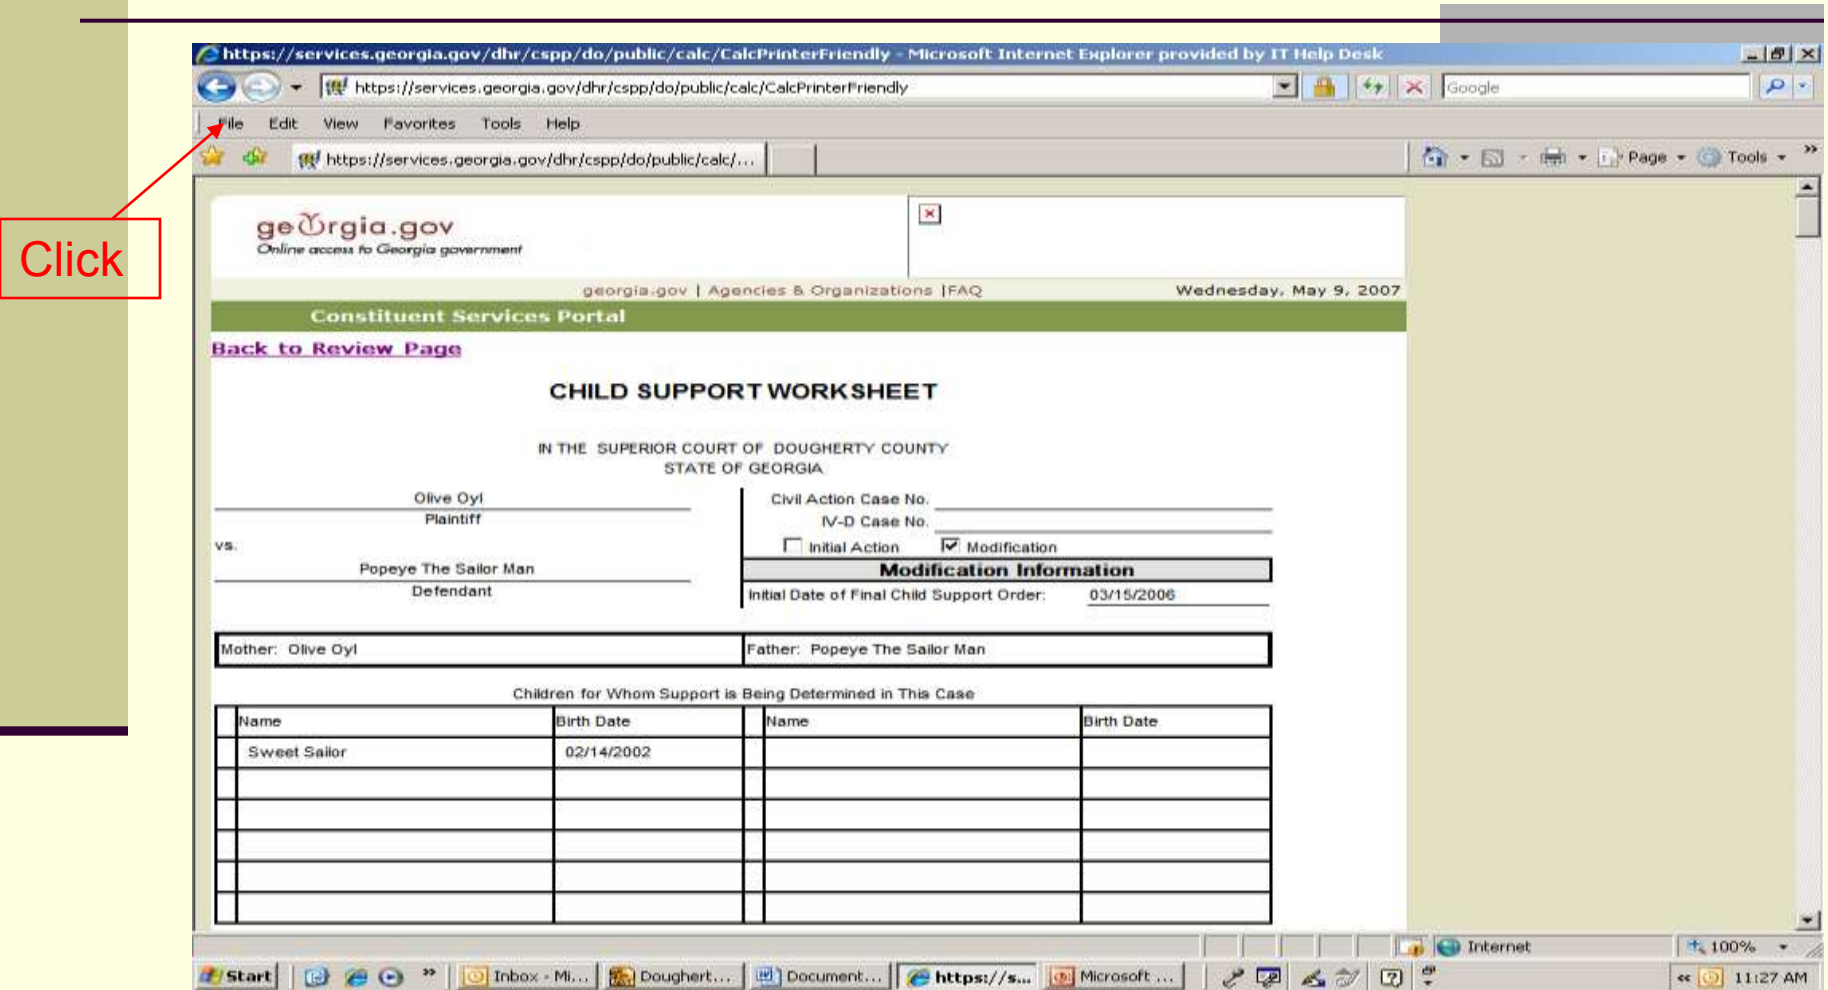 https://services.georgia.gov/dhr/cspp/do/public/calc/CalcPrinterFriendly - Microsoft Internet Explorer provided by IT Help Desk
https://services.georgia.gov/dhr/cspp/do/public/calc/CalcPrinterFriendly
Google
File Edit View Favorites Tools Help
https://services.georgia.gov/dhr/cspp/do/public/calc/...
Page Tools
Click
georgia.gov
Online access to Georgia government
georgia.gov | Agencies & Organizations |FAQ
Wednesday, May 9, 2007
Constituent Services Portal
Back to Review Page
CHILD SUPPORT WORKSHEET
IN THE SUPERIOR COURT OF DOUGHERTY COUNTY
STATE OF GEORGIA
Olive Oyl
Plaintiff
vs.
Popeye The Sailor Man
Defendant
Civil Action Case No.
IV-D Case No.
Initial Action Modification
Modification Information
Initial Date of Final Child Support Order: 03/15/2006
Mother: Olive Oyl Father: Popeye The Sailor Man
Children for Whom Support is Being Determined in This Case
Name Birth Date Name Birth Date
Sweet Sailor 02/14/2002
Internet 100%
Start Inbox - Mi... Doughert... Document... https://s... Microsoft ... 11:27 AM